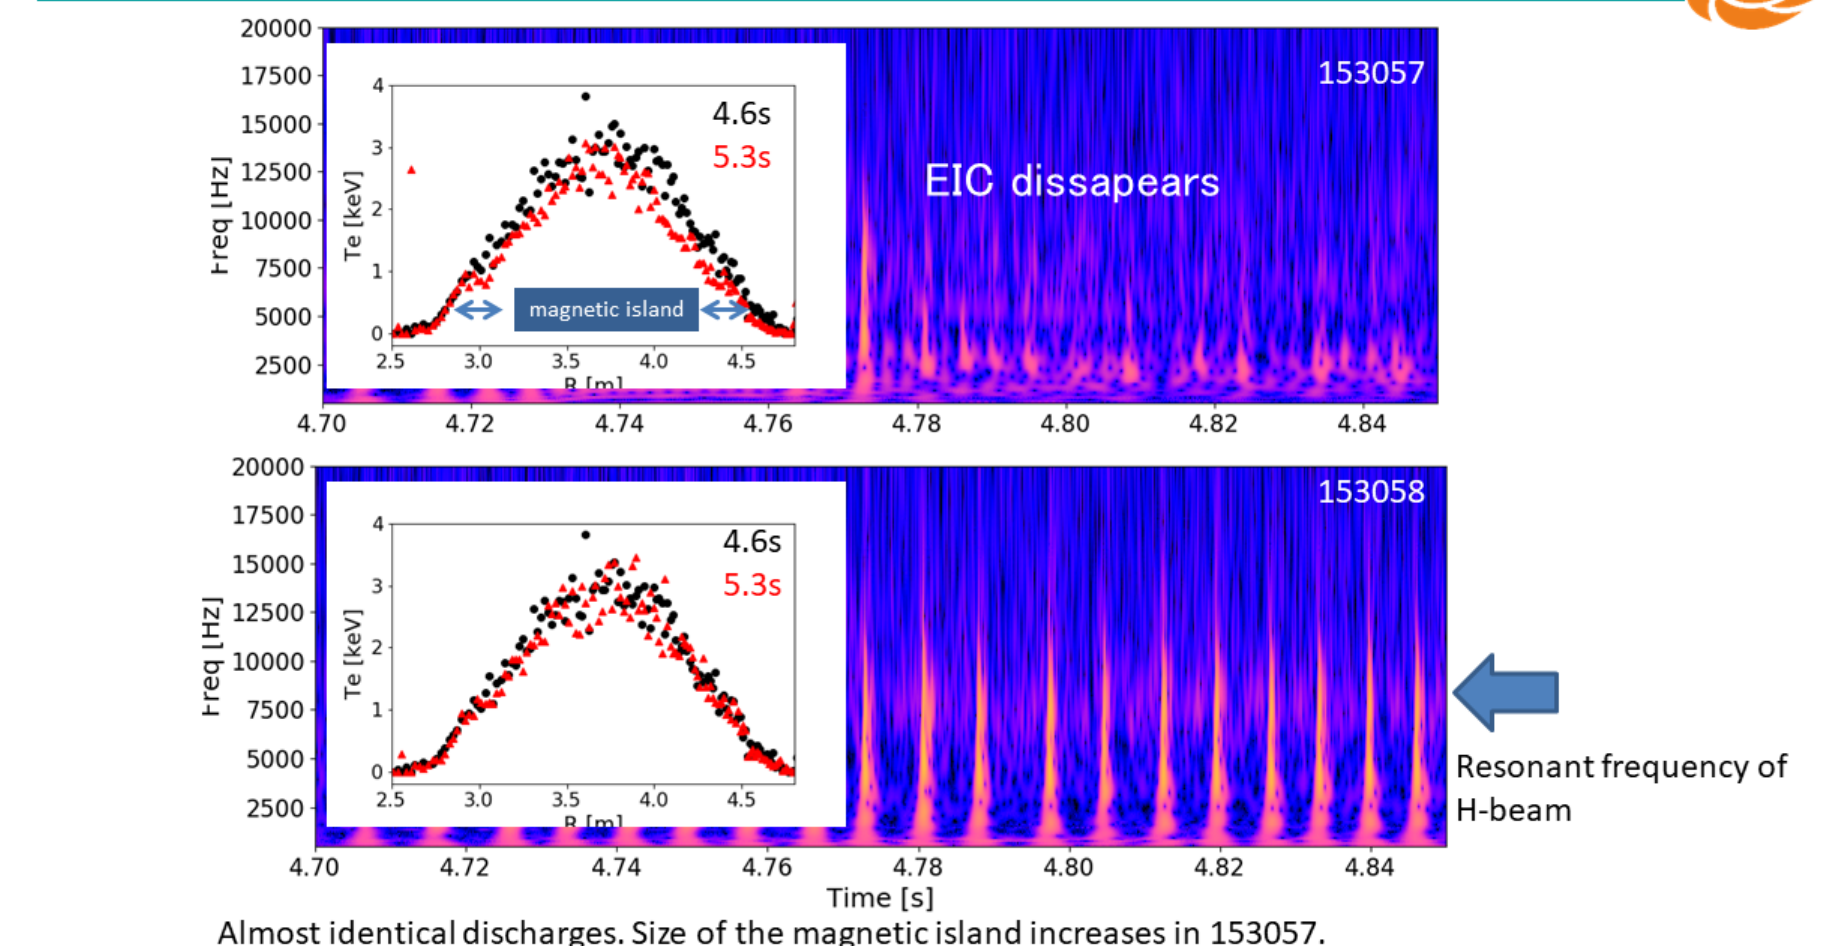 20000
17500
15000
12500
10000
7500
5000
2500
Freq [Hz]
153057
EIC dissapears
4
3
2
1
0
Te [keV]
4.6s
5.3s
magnetic island
2.5 3.0 3.5 4.0 4.5
R [m]
4.70 4.72 4.74 4.76 4.78 4.80 4.82 4.84
20000
17500
15000
12500
10000
7500
5000
2500
Freq [Hz]
153058
4
3
2
1
0
Te [keV]
4.6s
5.3s
2.5 3.0 3.5 4.0 4.5
R [m]
Resonant frequency of
H-beam
4.70 4.72 4.74 4.76 4.78 4.80 4.82 4.84
Time [s]
Almost identical discharges. Size of the magnetic island increases in 153057.